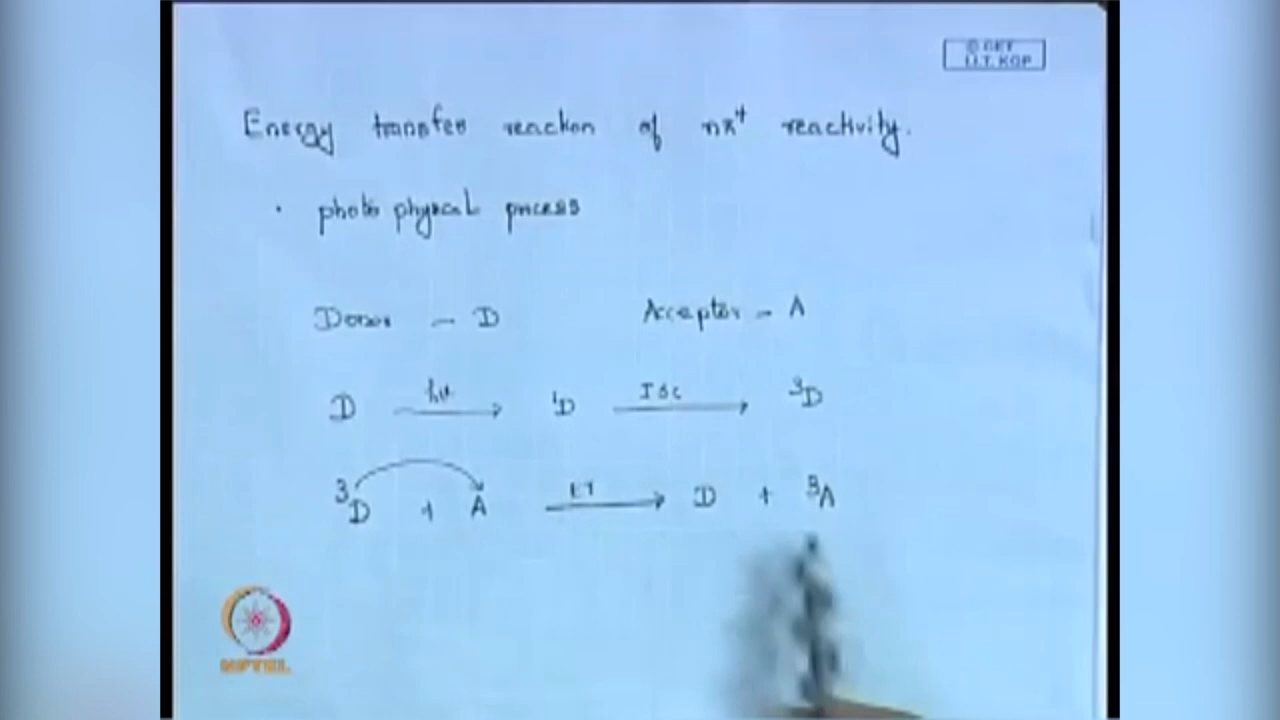 © CET
I.I.T. KGP
Energy transfer reaction of nπ* reactivity.
· photo physical process
Donor – D Acceptor – A
D hν → ¹D ISC → ³D
³D + A ET → D + ³A
NPTEL